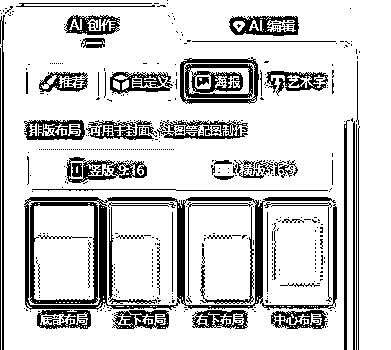 AI 创作
AI 编辑
推荐
自定义
海报
艺术字
排版布局 可用于封面、头图等配图制作
竖版 9:16
横版 16:9
底部布局
左下布局
右下布局
中心布局